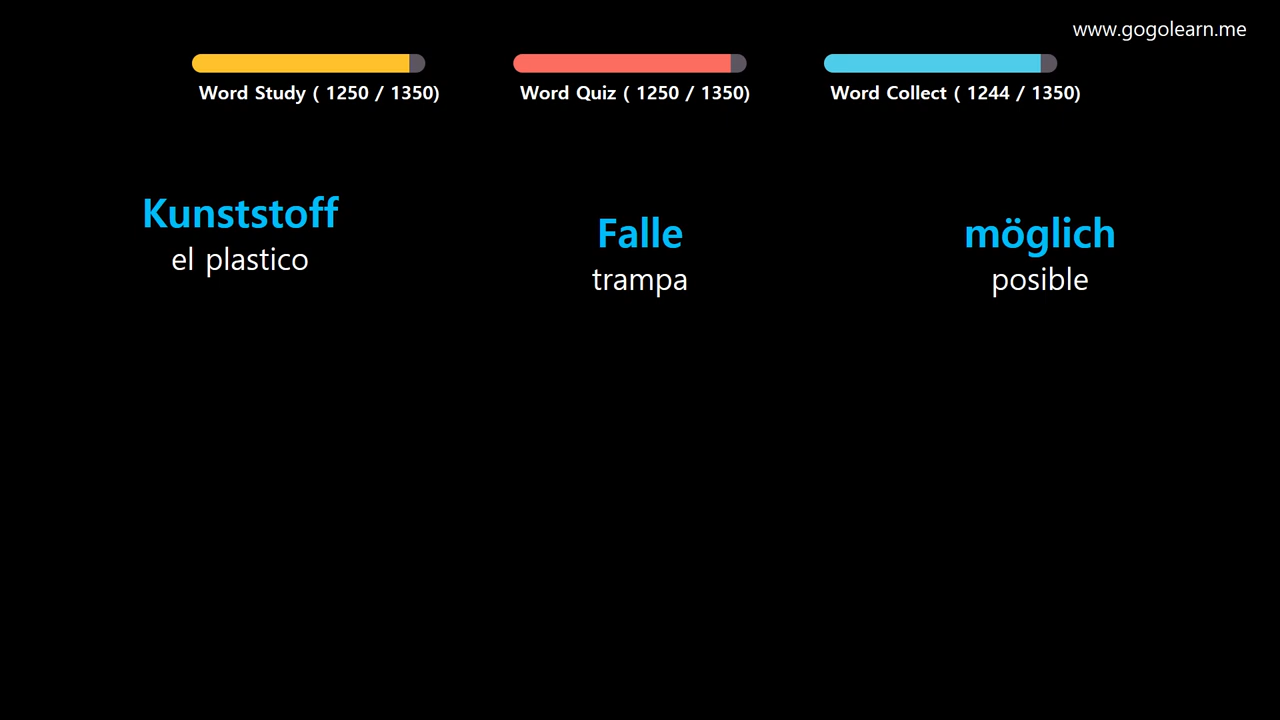 www.gogolearn.me
Word Study ( 1250 / 1350)
Word Quiz ( 1250 / 1350)
Word Collect ( 1244 / 1350)
Kunststoff
el plastico
Falle
trampa
möglich
posible